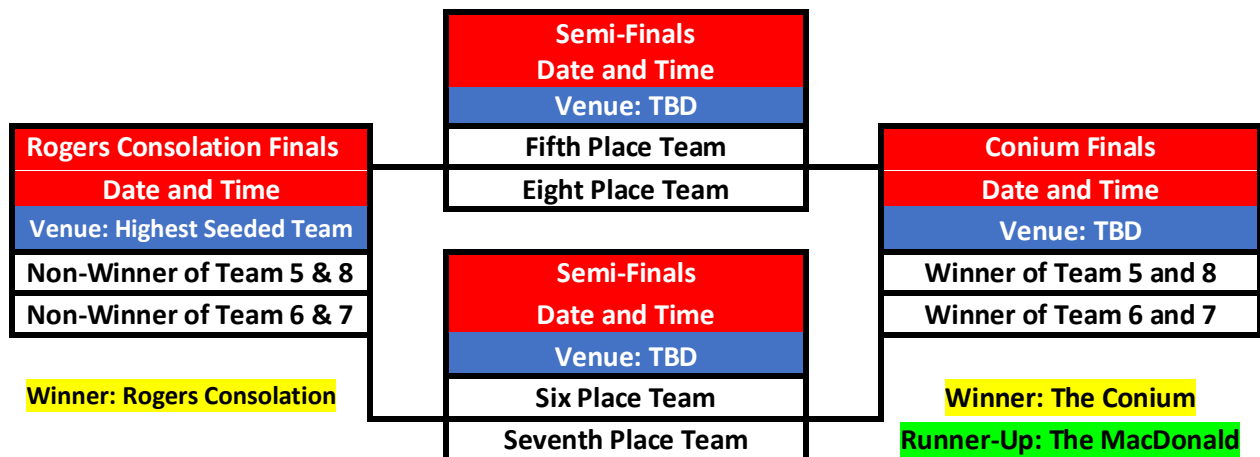 Semi-Finals
Date and Time
Venue: TBD
Fifth Place Team
Eight Place Team
Rogers Consolation Finals
Date and Time
Venue: Highest Seeded Team
Non-Winner of Team 5 & 8
Non-Winner of Team 6 & 7
Winner: Rogers Consolation
Semi-Finals
Date and Time
Venue: TBD
Six Place Team
Seventh Place Team
Conium Finals
Date and Time
Venue: TBD
Winner of Team 5 and 8
Winner of Team 6 and 7
Winner: The Conium
Runner-Up: The MacDonald